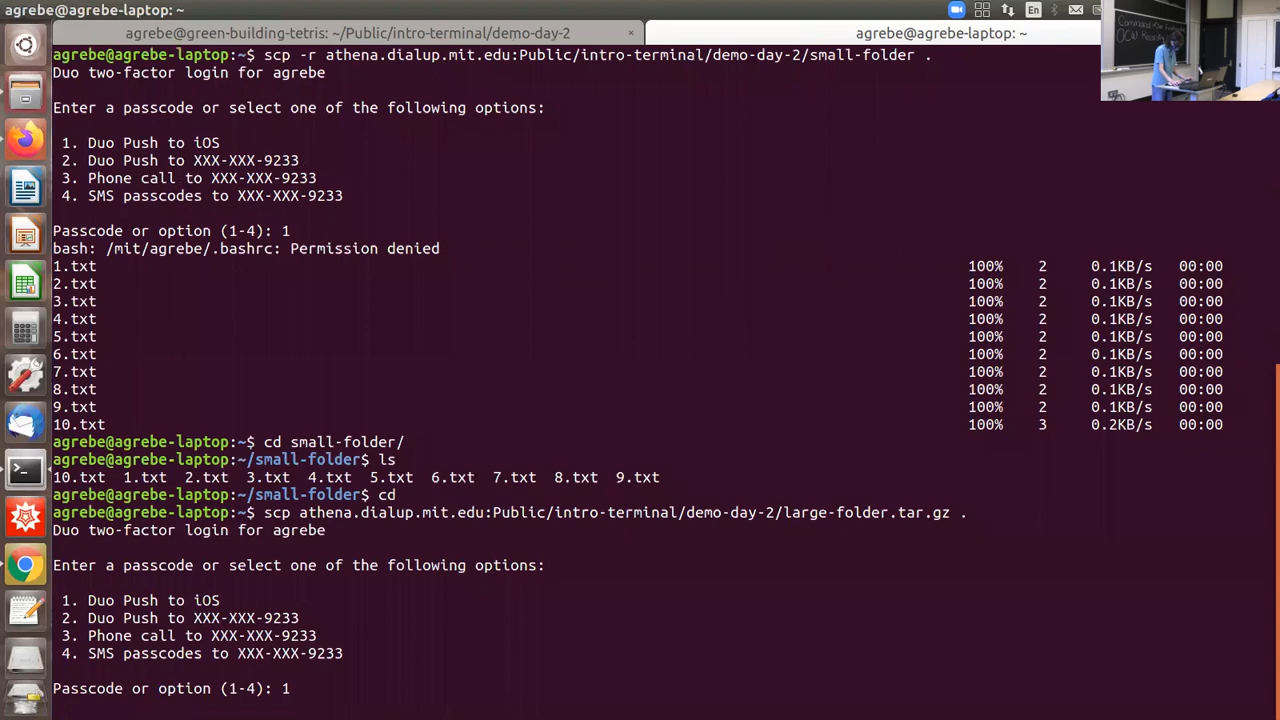 agrebe@agrebe-laptop: ~
En
agrebe@green-building-tetris: ~/Public/intro-terminal/demo-day-2 ×
agrebe@agrebe-laptop: ~
agrebe@agrebe-laptop:~$ scp -r athena.dialup.mit.edu:Public/intro-terminal/demo-day-2/small-folder .
Duo two-factor login for agrebe
Enter a passcode or select one of the following options:
1. Duo Push to iOS
2. Duo Push to XXX-XXX-9233
3. Phone call to XXX-XXX-9233
4. SMS passcodes to XXX-XXX-9233
Passcode or option (1-4): 1
bash: /mit/agrebe/.bashrc: Permission denied
1.txt 100% 2 0.1KB/s 00:00
2.txt 100% 2 0.1KB/s 00:00
3.txt 100% 2 0.1KB/s 00:00
4.txt 100% 2 0.1KB/s 00:00
5.txt 100% 2 0.1KB/s 00:00
6.txt 100% 2 0.1KB/s 00:00
7.txt 100% 2 0.1KB/s 00:00
8.txt 100% 2 0.1KB/s 00:00
9.txt 100% 2 0.1KB/s 00:00
10.txt 100% 3 0.2KB/s 00:00
agrebe@agrebe-laptop:~$ cd small-folder/
agrebe@agrebe-laptop:~/small-folder$ ls
10.txt 1.txt 2.txt 3.txt 4.txt 5.txt 6.txt 7.txt 8.txt 9.txt
agrebe@agrebe-laptop:~/small-folder$ cd
agrebe@agrebe-laptop:~$ scp athena.dialup.mit.edu:Public/intro-terminal/demo-day-2/large-folder.tar.gz .
Duo two-factor login for agrebe
Enter a passcode or select one of the following options:
1. Duo Push to iOS
2. Duo Push to XXX-XXX-9233
3. Phone call to XXX-XXX-9233
4. SMS passcodes to XXX-XXX-9233
Passcode or option (1-4): 1